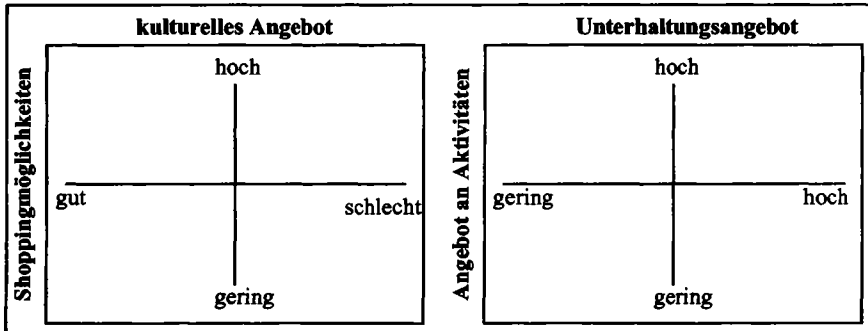 kulturelles Angebot
Shoppingmöglichkeiten
hoch
gut
schlecht
gering
Unterhaltungsangebot
Angebot an Aktivitäten
hoch
gering
hoch
gering